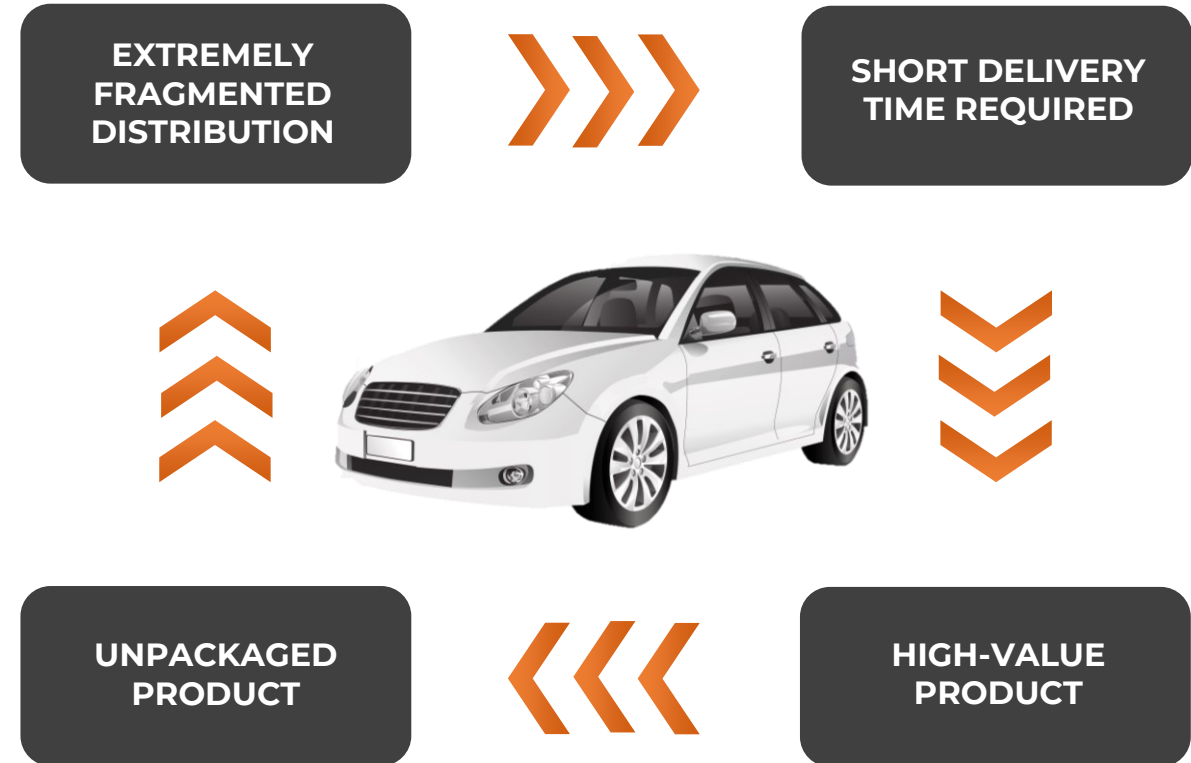 EXTREMELY
FRAGMENTED
DISTRIBUTION
SHORT DELIVERY
TIME REQUIRED
UNPACKAGED
PRODUCT
HIGH-VALUE
PRODUCT